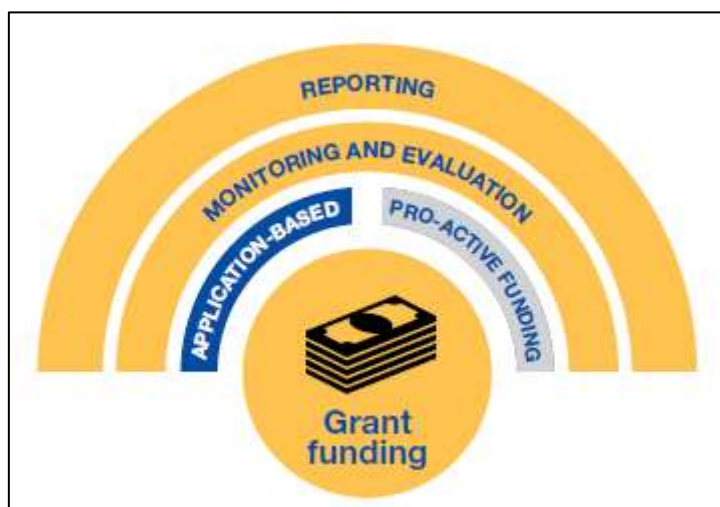 REPORTING
MONITORING AND EVALUATION
APPLICATION-BASED
PRO-ACTIVE FUNDING
Grant
funding